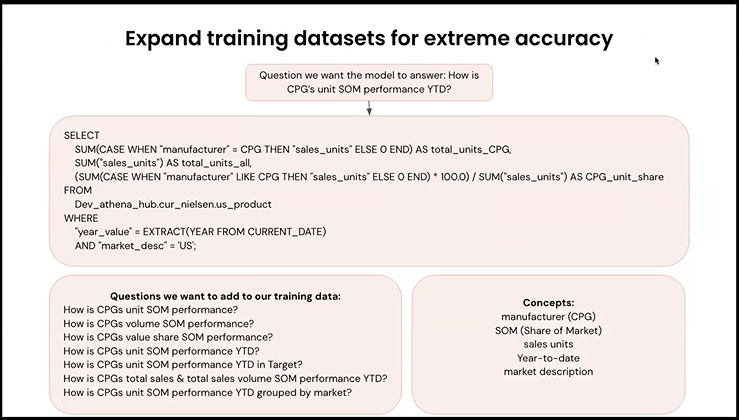 Expand training datasets for extreme accuracy
Question we want the model to answer: How is
CPG's unit SOM performance YTD?
SELECT
SUM(CASE WHEN "manufacturer" = CPG THEN "sales_units" ELSE 0 END) AS total_units_CPG,
SUM("sales_units") AS total_units_all,
(SUM(CASE WHEN "manufacturer" LIKE CPG THEN "sales_units" ELSE 0 END) * 100.0) / SUM("sales_units") AS CPG_unit_share
FROM
Dev_athena_hub.cur_nielsen.us_product
WHERE
"year_value" = EXTRACT(YEAR FROM CURRENT_DATE)
AND "market_desc" = 'US';
Questions we want to add to our training data:
How is CPGs unit SOM performance?
How is CPGs volume SOM performance?
How is CPGs value share SOM performance?
How is CPGs unit SOM performance YTD?
How is CPGs unit SOM performance YTD in Target?
How is CPGs total sales & total sales volume SOM performance YTD?
How is CPGs unit SOM performance YTD grouped by market?
Concepts:
manufacturer (CPG)
SOM (Share of Market)
sales units
Year-to-date
market description